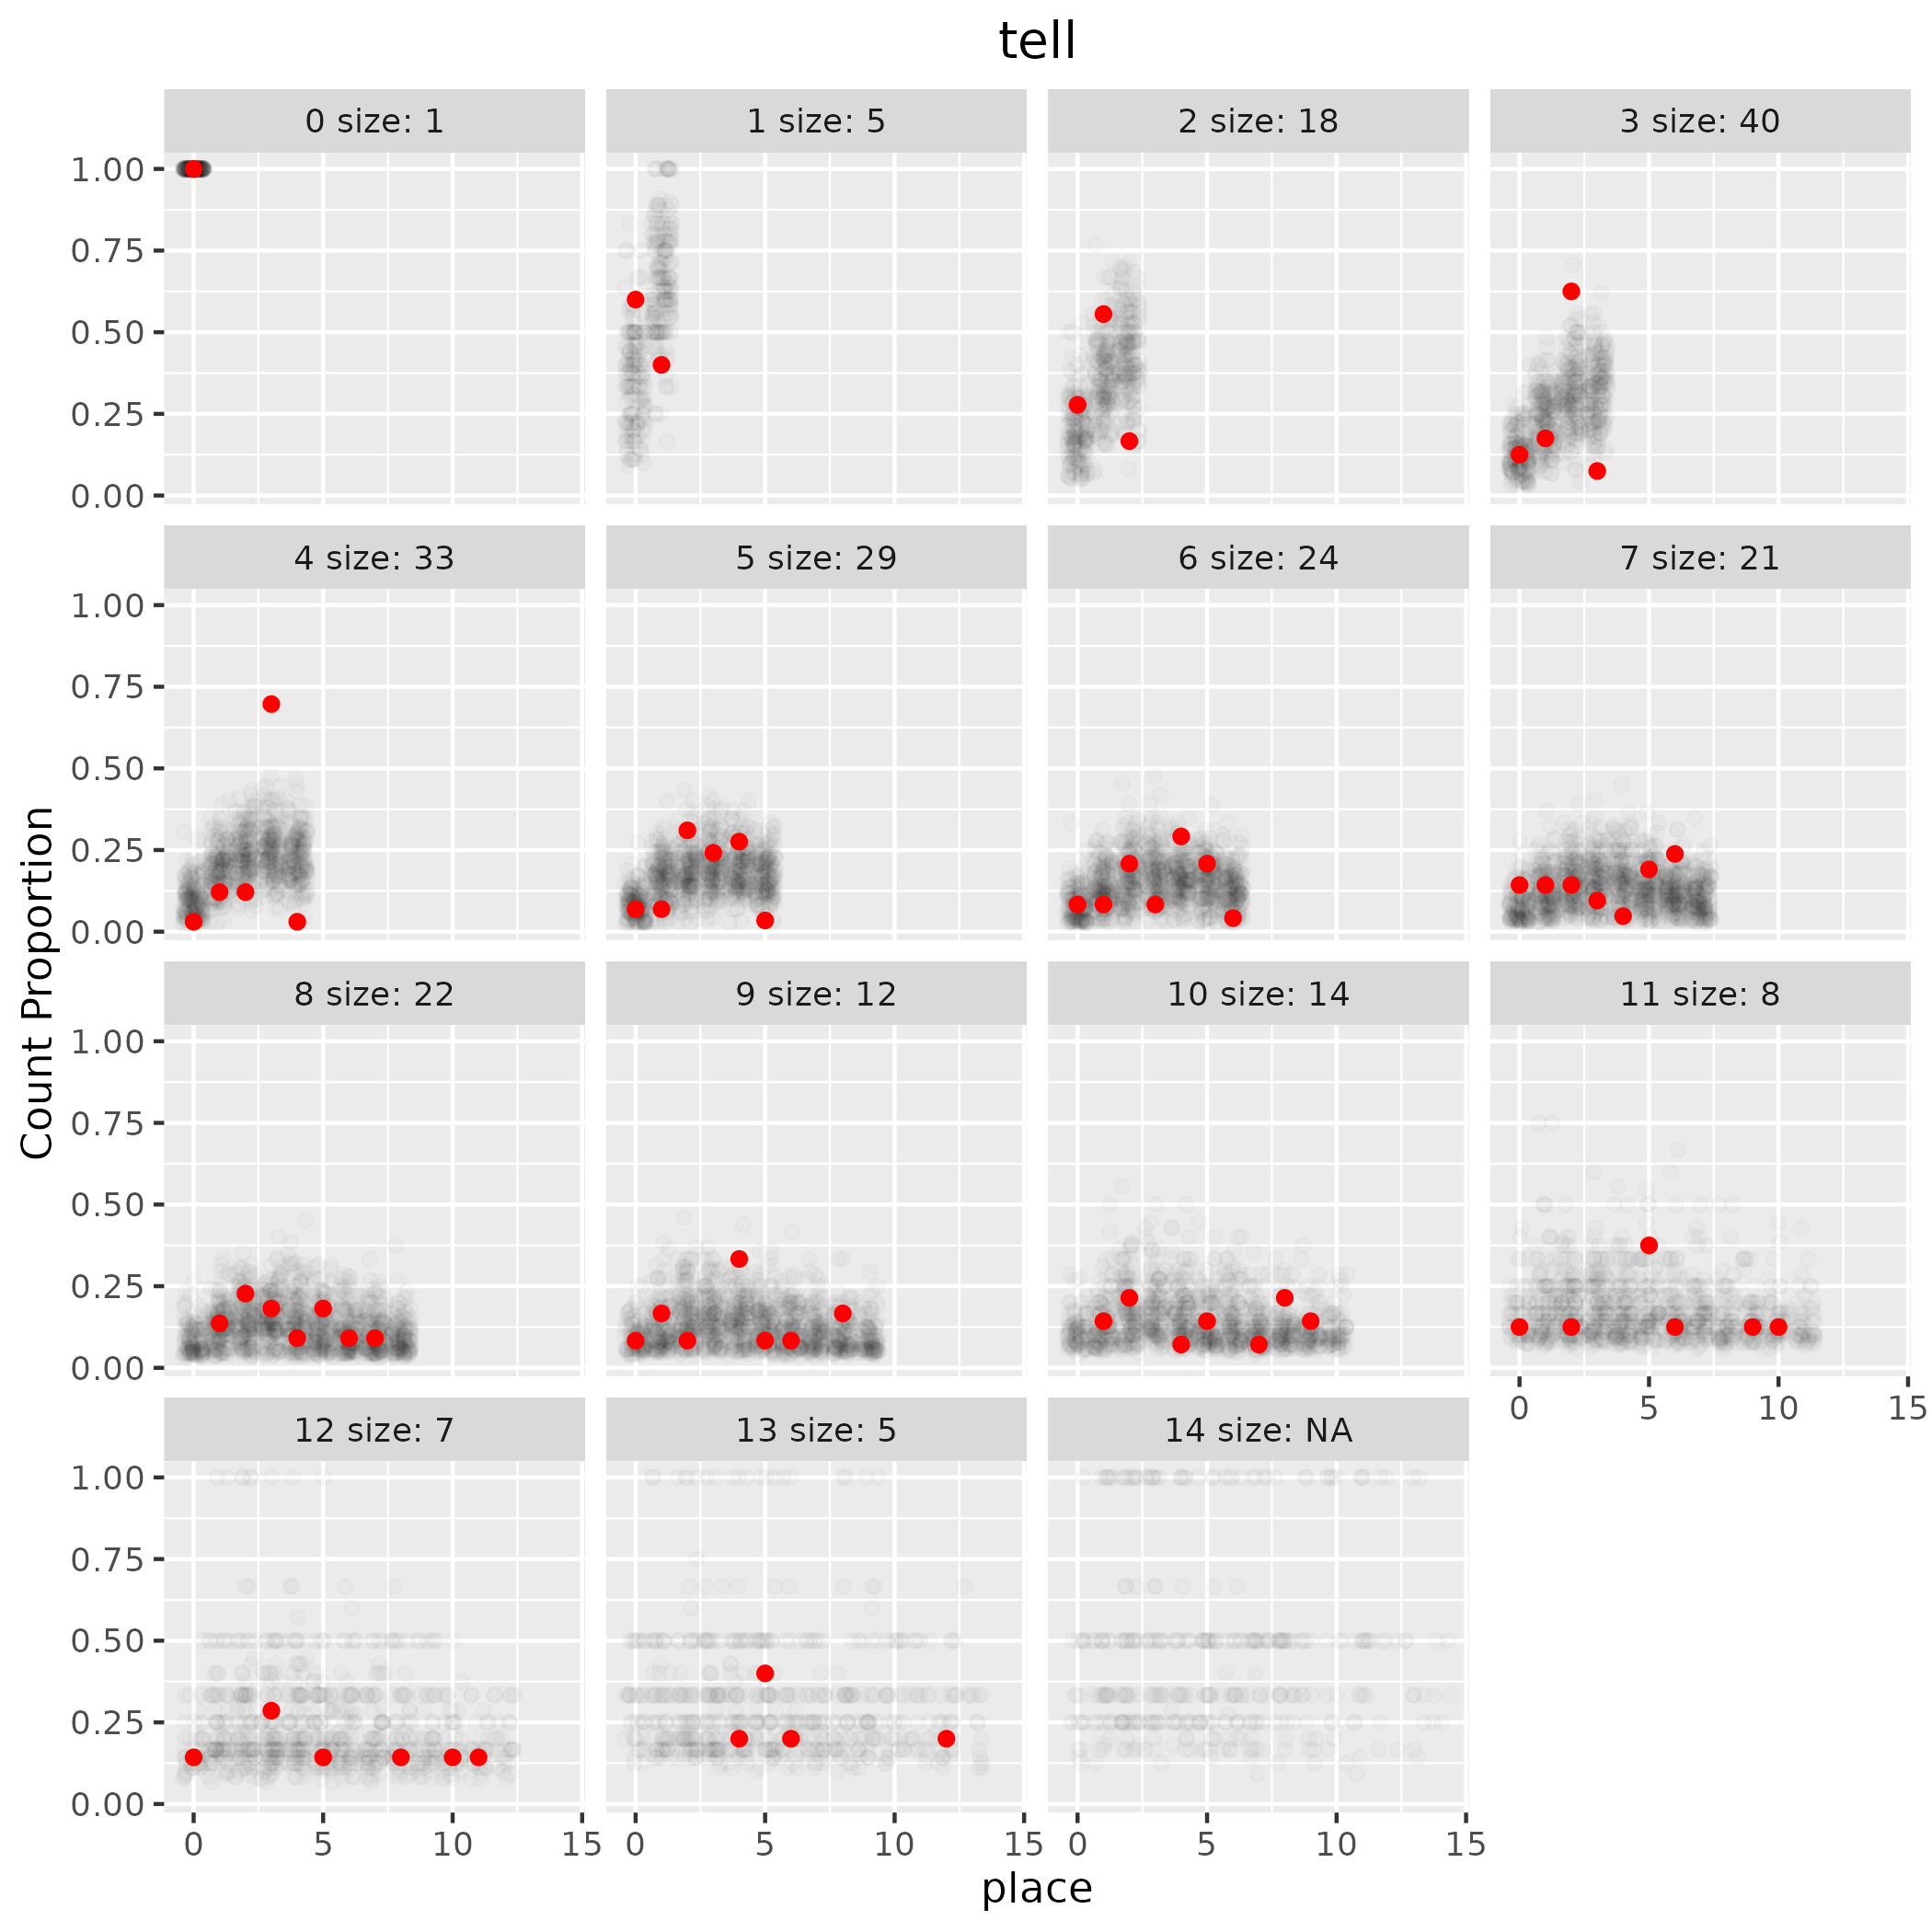 tell
0 size: 1
1 size: 5
2 size: 18
3 size: 40
1.00
0.75
0.50
0.25
0.00
4 size: 33
5 size: 29
6 size: 24
7 size: 21
1.00
0.75
0.50
0.25
0.00
Count Proportion
8 size: 22
9 size: 12
10 size: 14
11 size: 8
1.00
0.75
0.50
0.25
0.00
0 5 10 15
12 size: 7
13 size: 5
14 size: NA
1.00
0.75
0.50
0.25
0.00
0 5 10 15
0 5 10 15
0 5 10 15
place